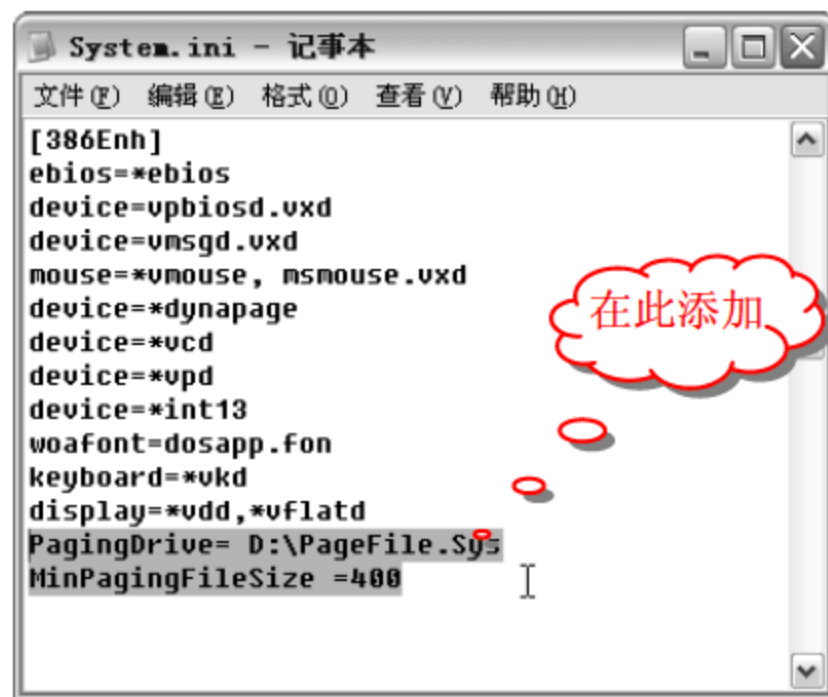 System.ini - 记事本
文件(F) 编辑(E) 格式(O) 查看(V) 帮助(H)
[386Enh]
ebios=*ebios
device=vpbiosd.vxd
device=vmsgd.vxd
mouse=*vmouse, msmouse.vxd
在此添加
device=*dynapage
device=*vcd
device=*vpd
device=*int13
woafont=dosapp.fon
keyboard=*vkd
display=*vdd,*vflatd
PagingDrive= D:\PageFile.Sys
MinPagingFileSize =400